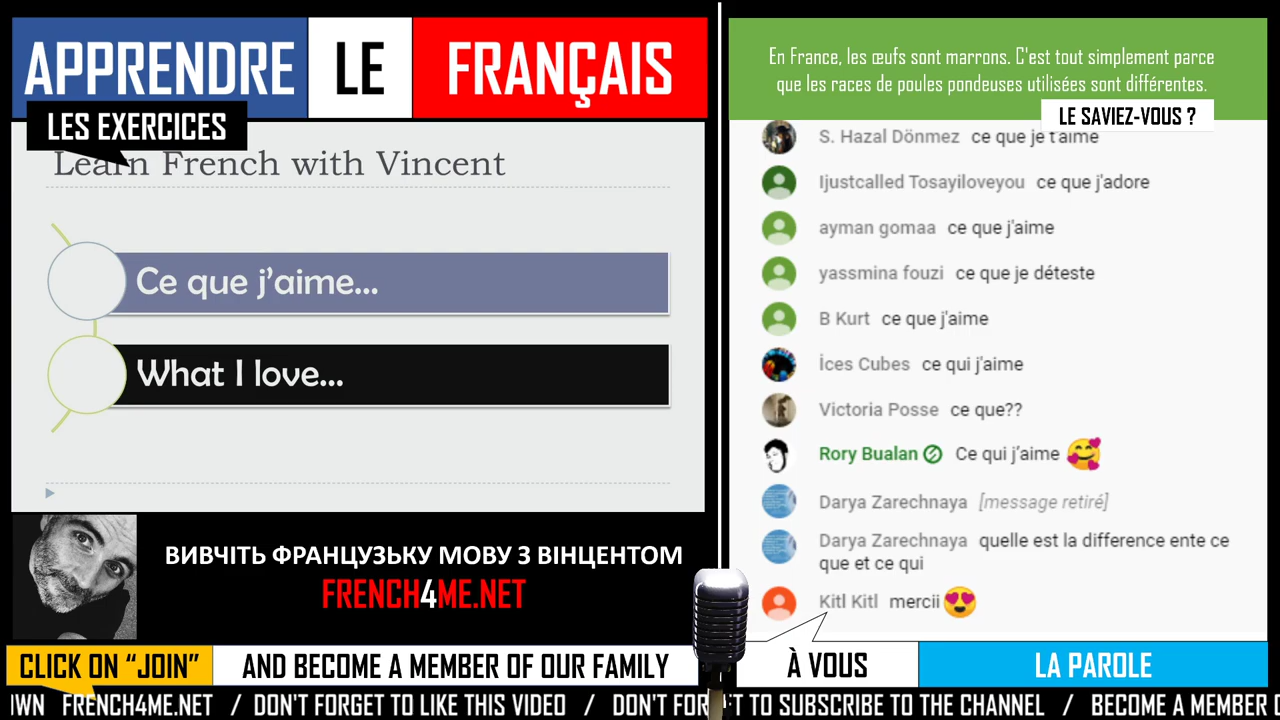 APPRENDRE LE FRANÇAIS
LES EXERCICES
Learn French with Vincent
Ce que j'aime...
What I love...
ВИВЧІТЬ ФРАНЦУЗЬКУ МОВУ З ВІНЦЕНТОМ
FRENCH4ME.NET
En France, les œufs sont marrons. C'est tout simplement parce
que les races de poules pondeuses utilisées sont différentes.
LE SAVIEZ-VOUS ?
S. Hazal Dönmez ce que je t'aime
Ijustcalled Tosayiloveyou ce que j'adore
ayman gomaa ce que j'aime
yassmina fouzi ce que je déteste
B Kurt ce que j'aime
İces Cubes ce qui j'aime
Victoria Posse ce que??
Rory Bualan Ce qui j'aime
Darya Zarechnaya [message retiré]
Darya Zarechnaya quelle est la difference ente ce
que et ce qui
Kitl Kitl mercii
CLICK ON “JOIN” AND BECOME A MEMBER OF OUR FAMILY
À VOUS LA PAROLE
WN FRENCH4ME.NET / DON'T FORGET TO LIKE THIS VIDEO / DON'T FORGET TO SUBSCRIBE TO THE CHANNEL / BECOME A MEMBER